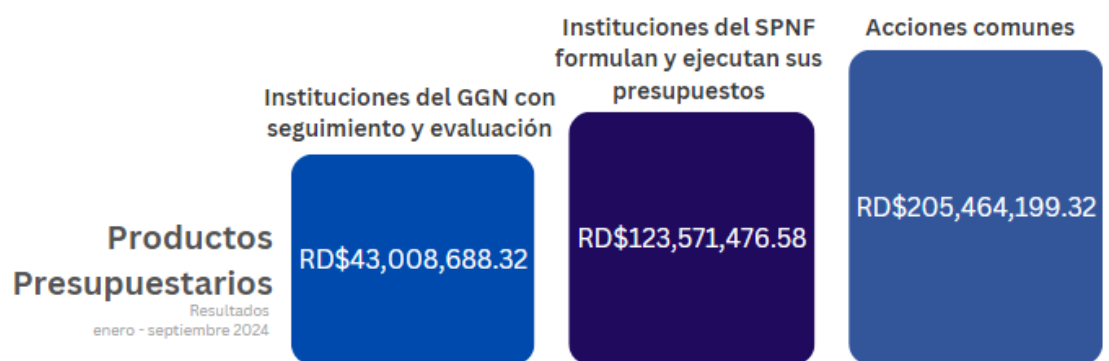 Productos
Presupuestarios
Resultados
enero - septiembre 2024
Instituciones del GGN con
seguimiento y evaluación
RD$43,008,688.32
Instituciones del SPNF
formulan y ejecutan sus
presupuestos
RD$123,571,476.58
Acciones comunes
RD$205,464,199.32